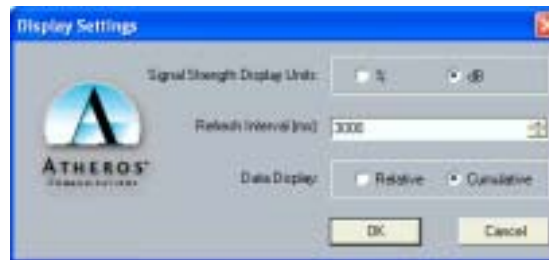 Display Settings
Signal Strength Display Units: % dB
Refresh Interval (ms) 3000
Data Display: Relative Cumulative
ATHEROS
COMMUNICATIONS
OK Cancel